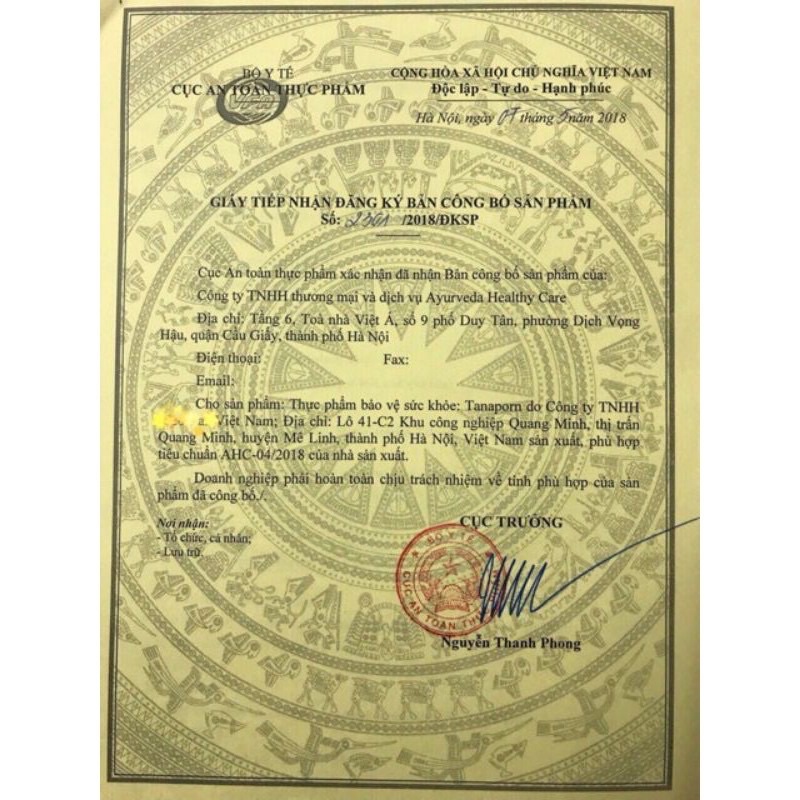 BỘ Y TẾ
CỤC AN TOÀN THỰC PHẨM
VFA
CỘNG HÒA XÃ HỘI CHỦ NGHĨA VIỆT NAM
Độc lập - Tự do - Hạnh phúc
Hà Nội, ngày 07 tháng 5 năm 2018
GIẤY TIẾP NHẬN ĐĂNG KÝ BẢN CÔNG BỐ SẢN PHẨM
Số: /2018/ĐKSP
Cục An toàn thực phẩm xác nhận đã nhận Bản công bố sản phẩm của:
Công ty TNHH thương mại và dịch vụ Ayurveda Healthy Care
Địa chỉ: Tầng 6, Toà nhà Việt Á, số 9 phố Duy Tân, phường Dịch Vọng
Hậu, quận Cầu Giấy, thành phố Hà Nội
Điện thoại: Fax:
Email:
Cho sản phẩm: Thực phẩm bảo vệ sức khỏe: Tanaporn do Công ty TNHH
Việt Nam; Địa chỉ: Lô 41-C2 Khu công nghiệp Quang Minh, thị trấn
Quang Minh, huyện Mê Linh, thành phố Hà Nội, Việt Nam sản xuất, phù hợp
tiêu chuẩn AHC-04/2018 của nhà sản xuất.
Doanh nghiệp phải hoàn toàn chịu trách nhiệm về tính phù hợp của sản
phẩm đã công bố./.
Nơi nhận:
- Tổ chức, cá nhân;
- Lưu trữ.
CỤC TRƯỞNG
BỘ Y TẾ
CỤC AN TOÀN
Nguyễn Thanh Phong